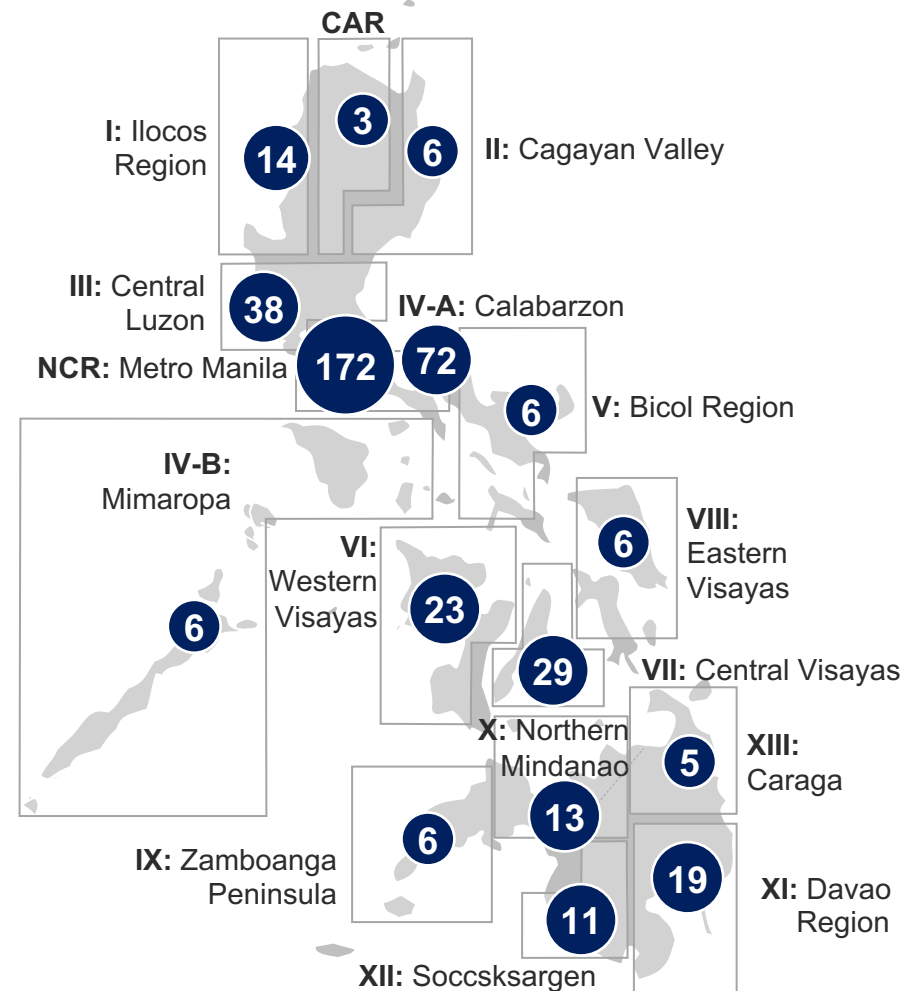 CAR
I: Ilocos
Region
14
3
6
II: Cagayan Valley
III: Central
Luzon
38
IV-A: Calabarzon
NCR: Metro Manila
172
72
6
V: Bicol Region
IV-B:
Mimaropa
6
VI:
Western
Visayas
23
6
VIII:
Eastern
Visayas
29
VII: Central Visayas
X: Northern
Mindanao
13
5
XIII:
Caraga
6
IX: Zamboanga
Peninsula
11
19
XI: Davao
Region
XII: Soccsksargen